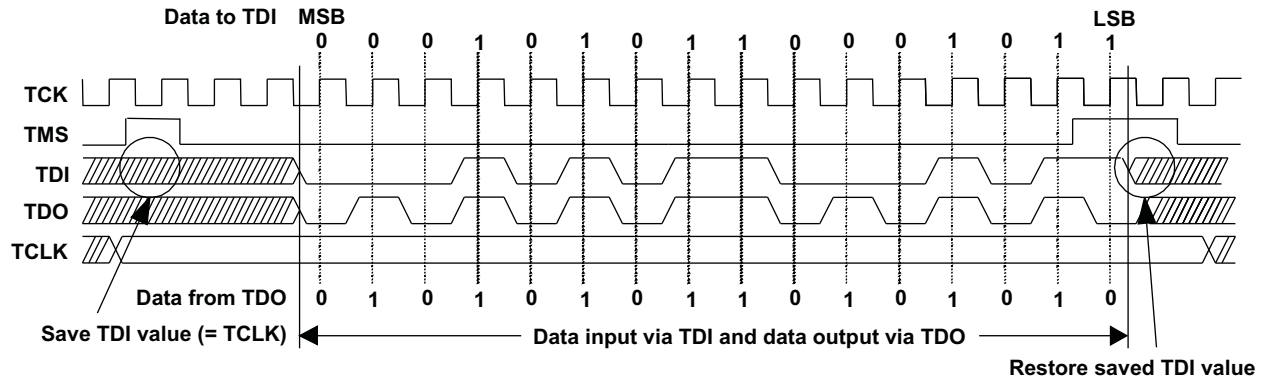 Data to TDI MSB LSB
0 0 0 1 0 1 0 1 1 0 0 0 1 0 1 1
TCK
TMS
TDI
TDO
TCLK
Data from TDO 0 1 0 1 0 1 0 1 1 0 1 0 1 0 1 0
Save TDI value (= TCLK) Data input via TDI and data output via TDO
Restore saved TDI value